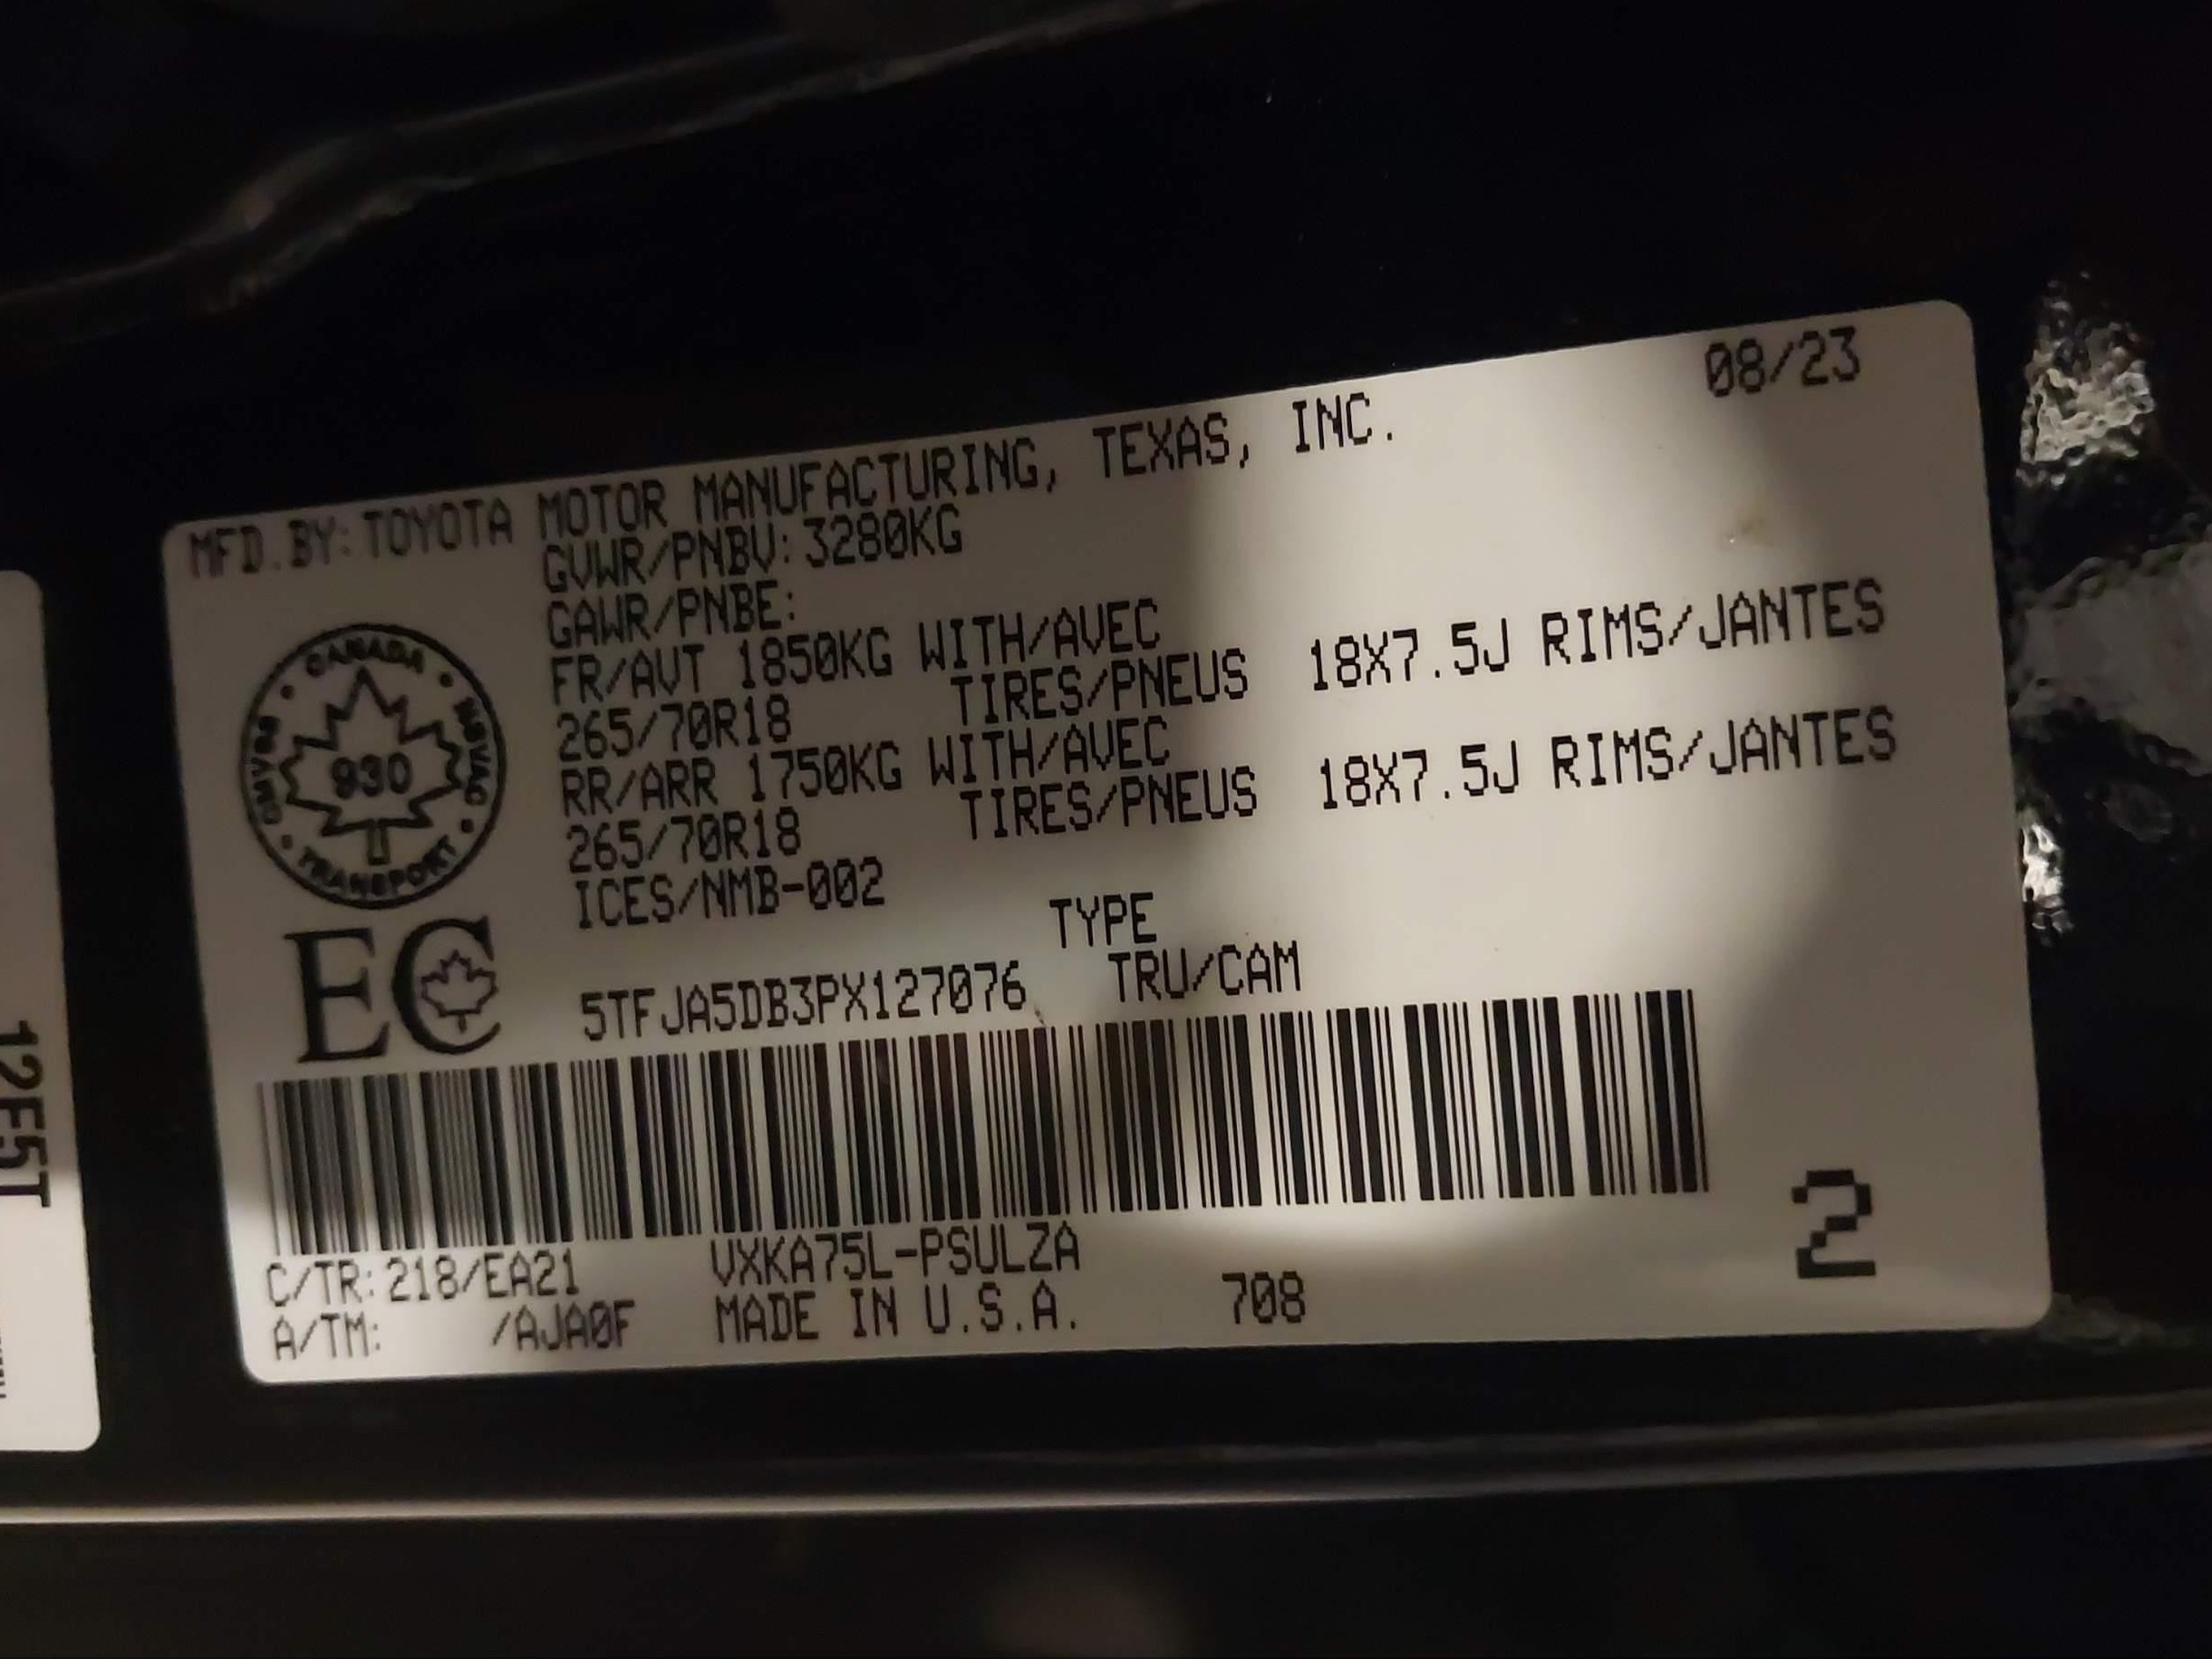 08/23
MFD.BY: TOYOTA MOTOR MANUFACTURING, TEXAS, INC.
GVWR/PNBV: 3280KG
GAWR/PNBE:
FR/AVT 1850KG WITH/AVEC
265/70R18 TIRES/PNEUS 18X7.5J RIMS/JANTES
RR/ARR 1750KG WITH/AVEC
265/70R18 TIRES/PNEUS 18X7.5J RIMS/JANTES
ICES/NMB-002
CANADA
CMVSS 930 NSVAC
TRANSPORT
EC
TYPE
5TFJA5DB3PX127076 TRU/CAM
C/TR: 218/EA21 VXKA75L-PSULZA
A/TM: /AJA0F MADE IN U.S.A. 708
2
12E5T